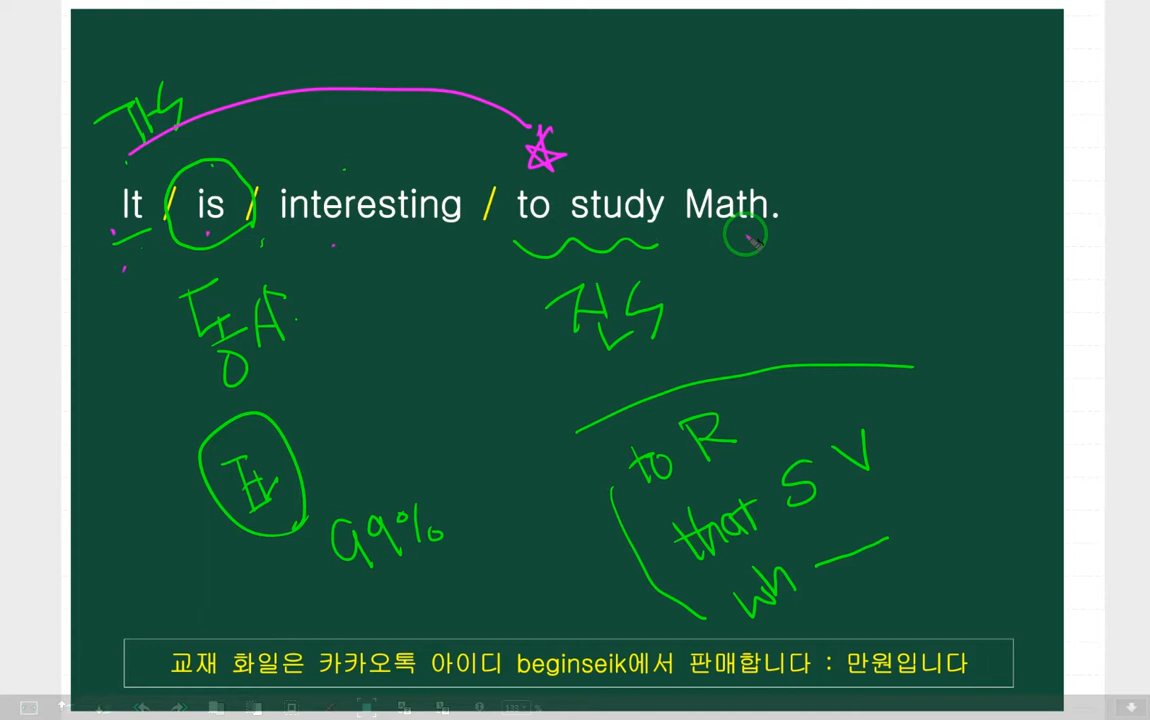 가S
It / is / interesting / to study Math.
진S
to R
that S V
99%
wh
교재 화일은 카카오톡 아이디 beginseik에서 판매합니다 : 만원입니다
133 %